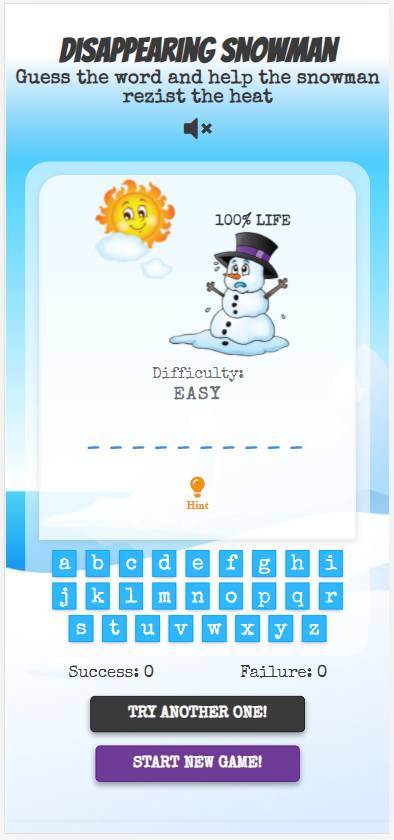 DISAPPEARING SNOWMAN
Guess the word and help the snowman
rezist the heat
100% LIFE
Difficulty:
EASY
_ _ _ _ _ _ _ _ _ _
Hint
a b c d e f g h i
j k l m n o p q r
s t u v w x y z
Success: 0 Failure: 0
TRY ANOTHER ONE!
START NEW GAME!